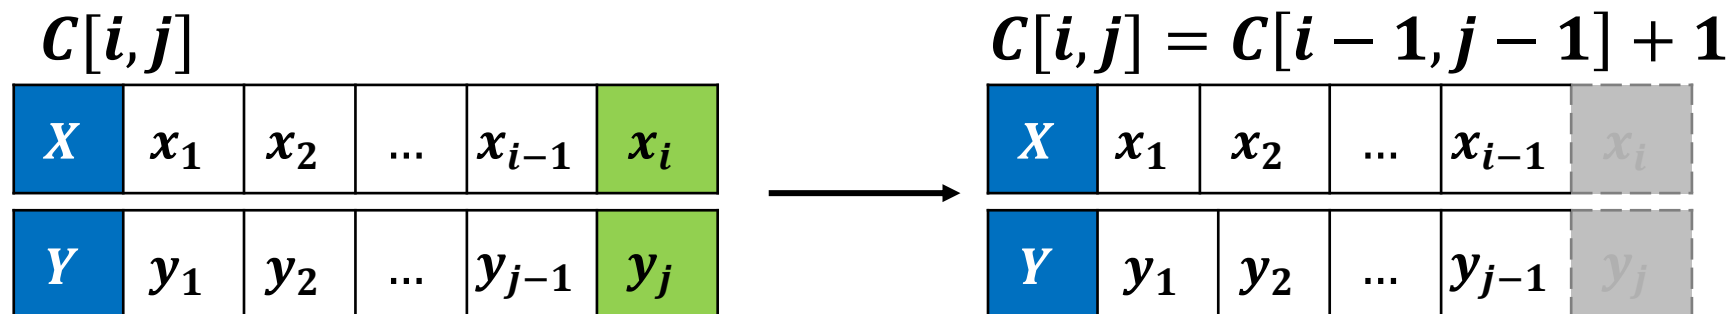 C[i, j] C[i, j] = C[i − 1, j − 1] + 1
X x₁ x₂ ... xᵢ₋₁ xᵢ X x₁ x₂ ... xᵢ₋₁ xᵢ
Y y₁ y₂ ... yⱼ₋₁ yⱼ Y y₁ y₂ ... yⱼ₋₁ yⱼ